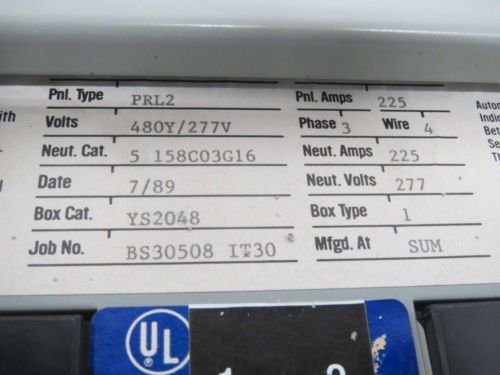 Pnl. Type PRL2 Pnl. Amps 225
Volts 480Y/277V Phase 3 Wire 4
Neut. Cat. 5 158C03G16 Neut. Amps 225
Date 7/89 Neut. Volts 277
Box Cat. YS2048 Box Type 1
Job No. BS30508 IT30 Mfgd. At SUM
UL